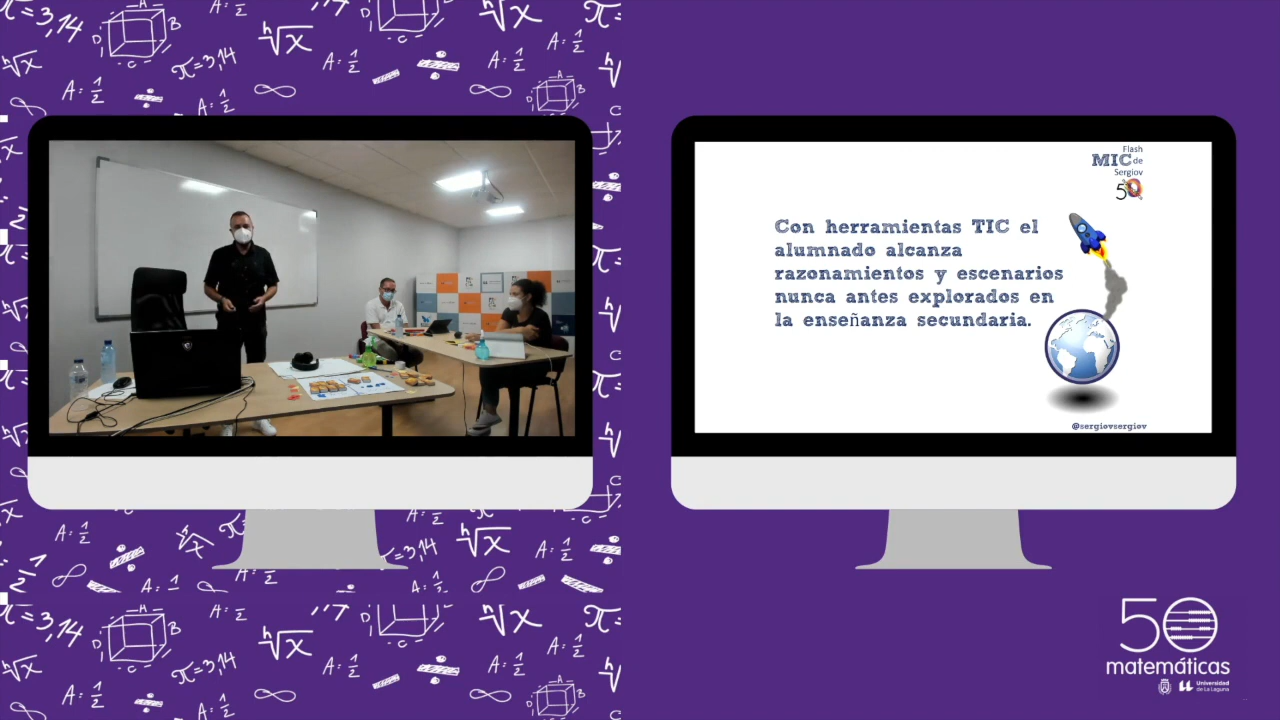 Flash
MIC de
Sergiov
50
Con herramientas TIC el
alumnado alcanza
razonamientos y escenarios
nunca antes explorados en
la enseñanza secundaria.
@sergiovsergiov
50
matemáticas
Universidad
de La Laguna
π=3,14
A=1/2